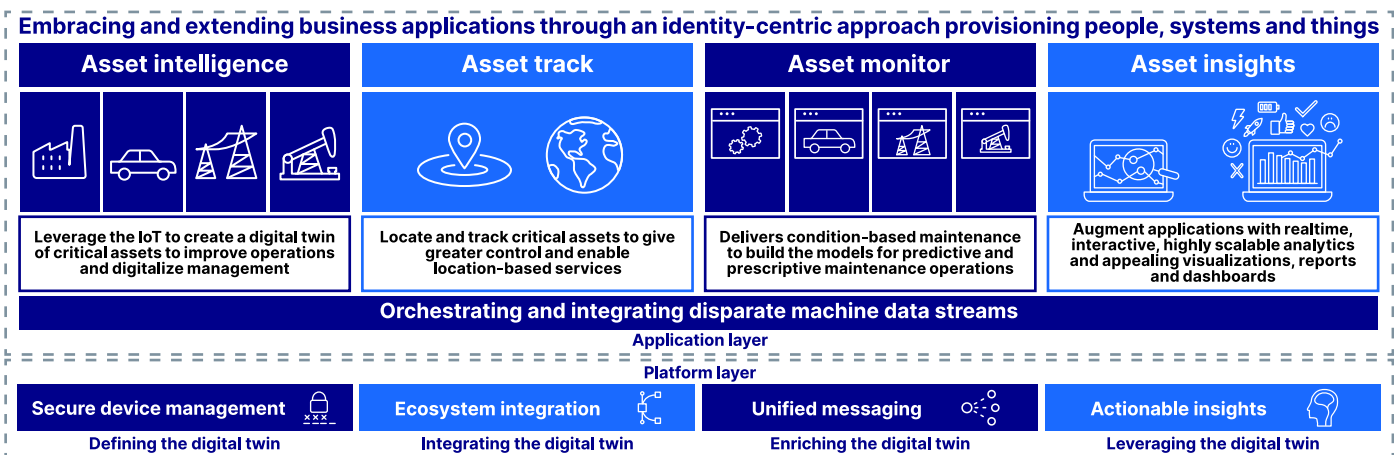 Embracing and extending business applications through an identity-centric approach provisioning people, systems and things
Asset intelligence
Asset track
Asset monitor
Asset insights
Leverage the IoT to create a digital twin
of critical assets to improve operations
and digitalize management
Locate and track critical assets to give
greater control and enable
location-based services
Delivers condition-based maintenance
to build the models for predictive and
prescriptive maintenance operations
Augment applications with realtime,
interactive, highly scalable analytics
and appealing visualizations, reports
and dashboards
Orchestrating and integrating disparate machine data streams
Application layer
Platform layer
Secure device management
Ecosystem integration
Unified messaging
Actionable insights
Defining the digital twin
Integrating the digital twin
Enriching the digital twin
Leveraging the digital twin